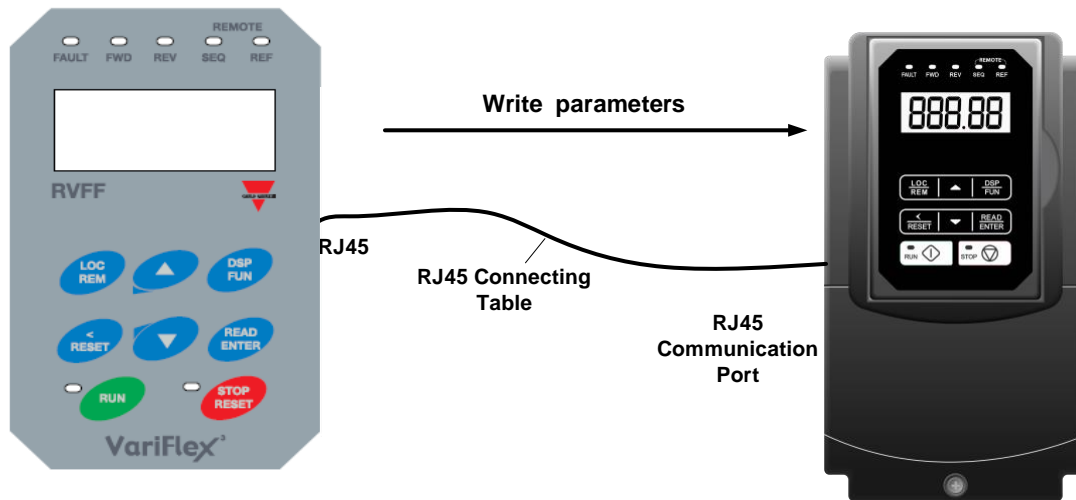 REMOTE
FAULT FWD REV SEQ REF
RVFF
LOC
REM
DSP
FUN
<
RESET
READ
ENTER
RUN
STOP
RESET
VariFlex³
Write parameters
RJ45
RJ45 Connecting
Table
RJ45
Communication
Port
REMOTE
FAULT FWD REV SEQ REF
888.88
LOC
REM
DSP
FUN
<
RESET
READ
ENTER
RUN
STOP